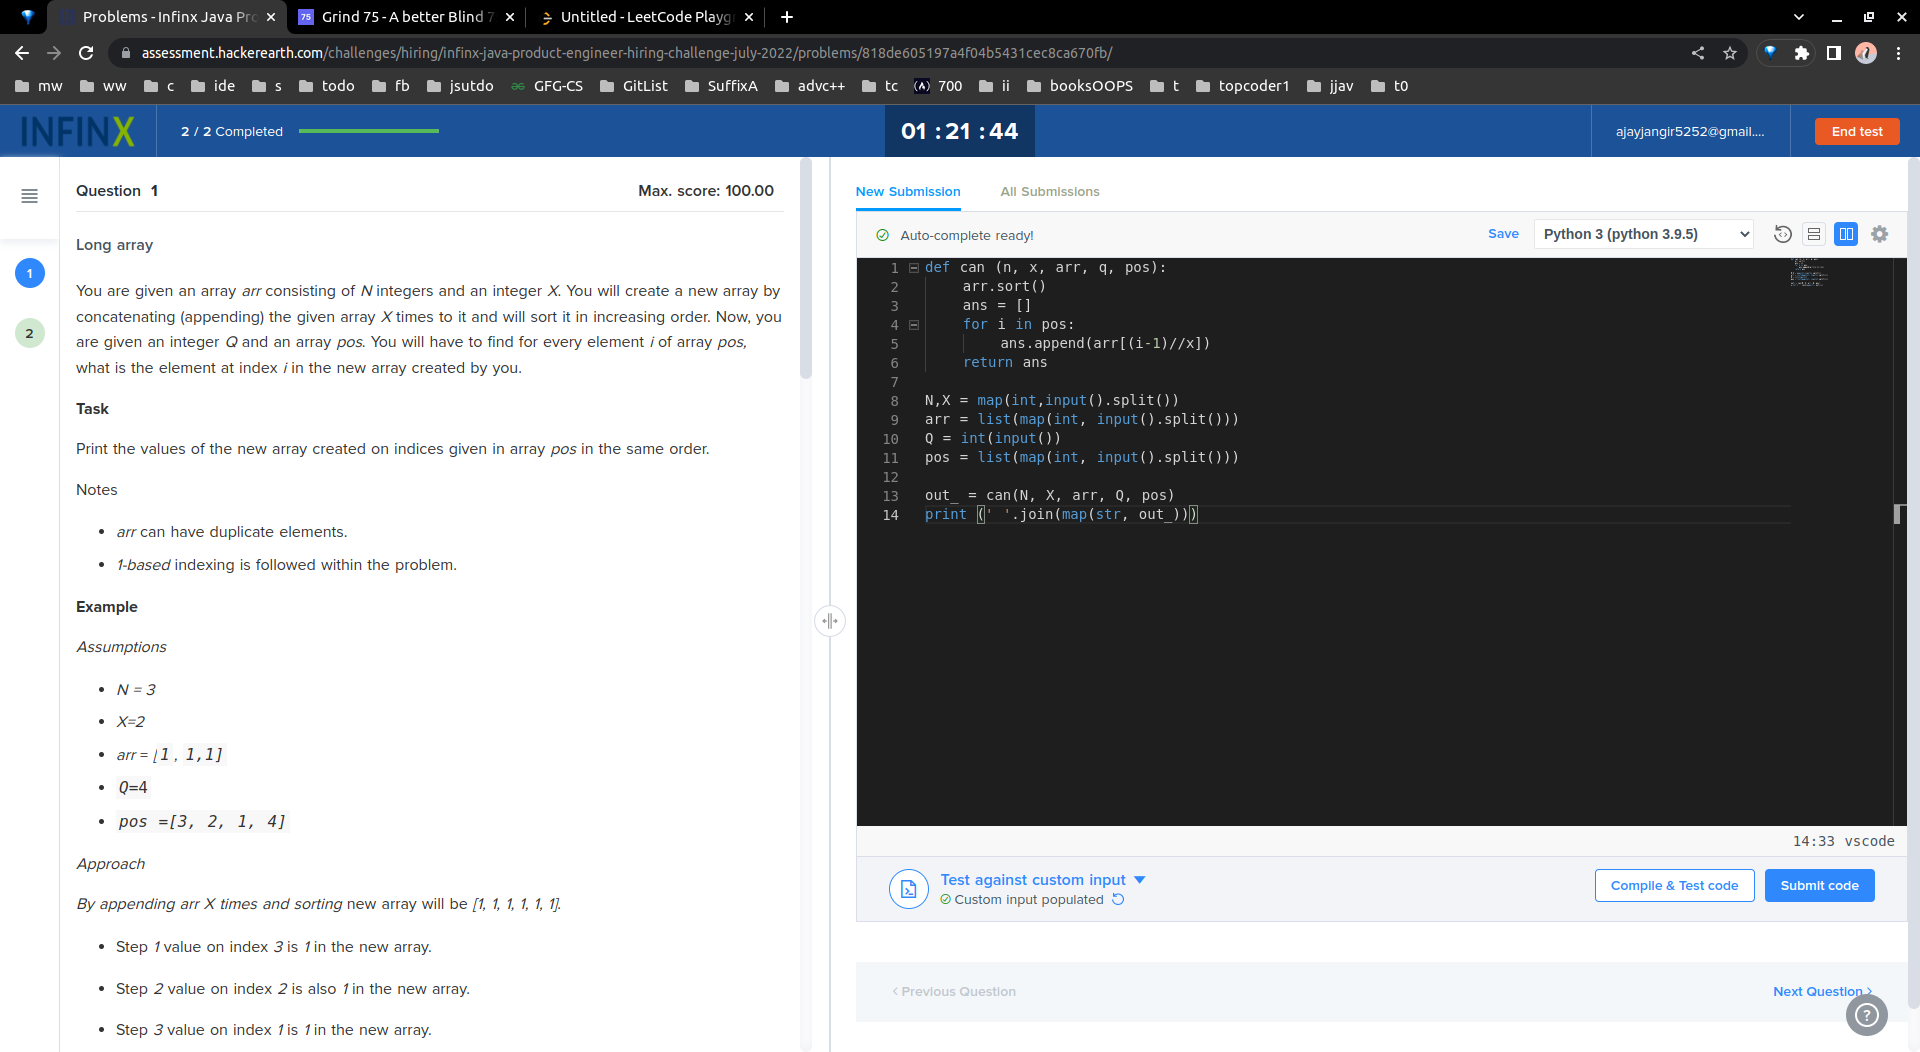 Problems - Infinx Java Pro
Grind 75 - A better Blind 7
Untitled - LeetCode Playg
assessment.hackerearth.com/challenges/hiring/infinx-java-product-engineer-hiring-challenge-july-2022/problems/818de605197a4f04b5431cec8ca670fb/
mw ww c ide s todo fb jsutdo GFG-CS GitList SuffixA advc++ tc 700 ii booksOOPS t topcoder1 jjav t0
INFINX
2 / 2 Completed
01 : 21 : 44
ajayjangir5252@gmail....
End test
1
2
Question 1
Max. score: 100.00
Long array
You are given an array arr consisting of N integers and an integer X. You will create a new array by
concatenating (appending) the given array X times to it and will sort it in increasing order. Now, you
are given an integer Q and an array pos. You will have to find for every element i of array pos,
what is the element at index i in the new array created by you.
Task
Print the values of the new array created on indices given in array pos in the same order.
Notes
• arr can have duplicate elements.
• 1-based indexing is followed within the problem.
Example
Assumptions
• N = 3
• X=2
• arr = [1, 1,1]
• Q=4
• pos =[3, 2, 1, 4]
Approach
By appending arr X times and sorting new array will be [1, 1, 1, 1, 1, 1].
• Step 1 value on index 3 is 1 in the new array.
• Step 2 value on index 2 is also 1 in the new array.
• Step 3 value on index 1 is 1 in the new array.
New Submission
All Submissions
Auto-complete ready!
Save
Python 3 (python 3.9.5)
1 def can (n, x, arr, q, pos):
2 arr.sort()
3 ans = []
4 for i in pos:
5 ans.append(arr[(i-1)//x])
6 return ans
7
8 N,X = map(int,input().split())
9 arr = list(map(int, input().split()))
10 Q = int(input())
11 pos = list(map(int, input().split()))
12
13 out_ = can(N, X, arr, Q, pos)
14 print (' '.join(map(str, out_)))
14:33 vscode
Test against custom input
Custom input populated
Compile & Test code
Submit code
< Previous Question
Next Question >
?